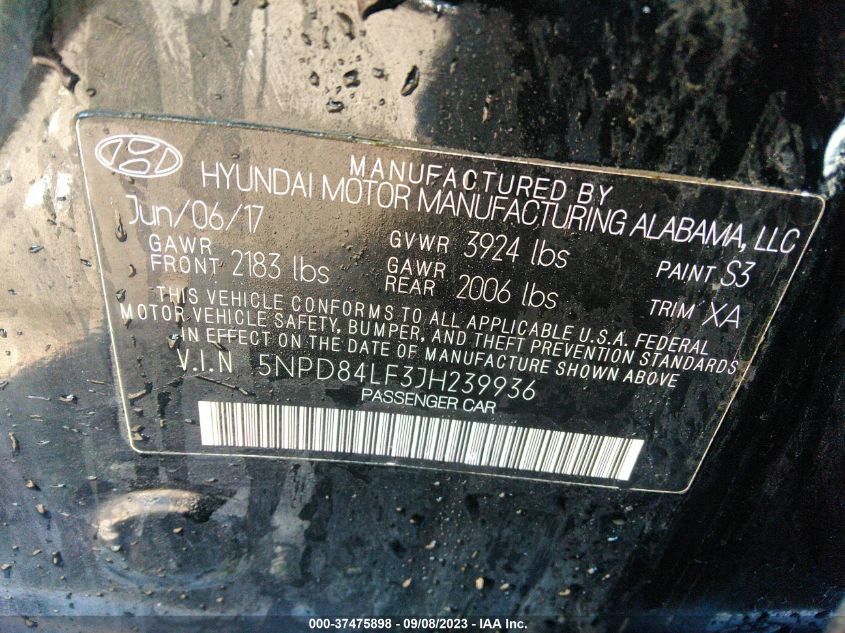 MANUFACTURED BY
HYUNDAI MOTOR MANUFACTURING ALABAMA, LLC
Jun/06/17
GVWR 3924 lbs
PAINT S3
GAWR
FRONT 2183 lbs
GAWR
REAR 2006 lbs
TRIM XA
THIS VEHICLE CONFORMS TO ALL APPLICABLE U.S.A. FEDERAL
MOTOR VEHICLE SAFETY, BUMPER, AND THEFT PREVENTION STANDARDS
IN EFFECT ON THE DATE OF MANUFACTURE SHOWN ABOVE
V.I.N 5NPD84LF3JH239936
PASSENGER CAR
000-37475898 - 09/08/2023 - IAA Inc.